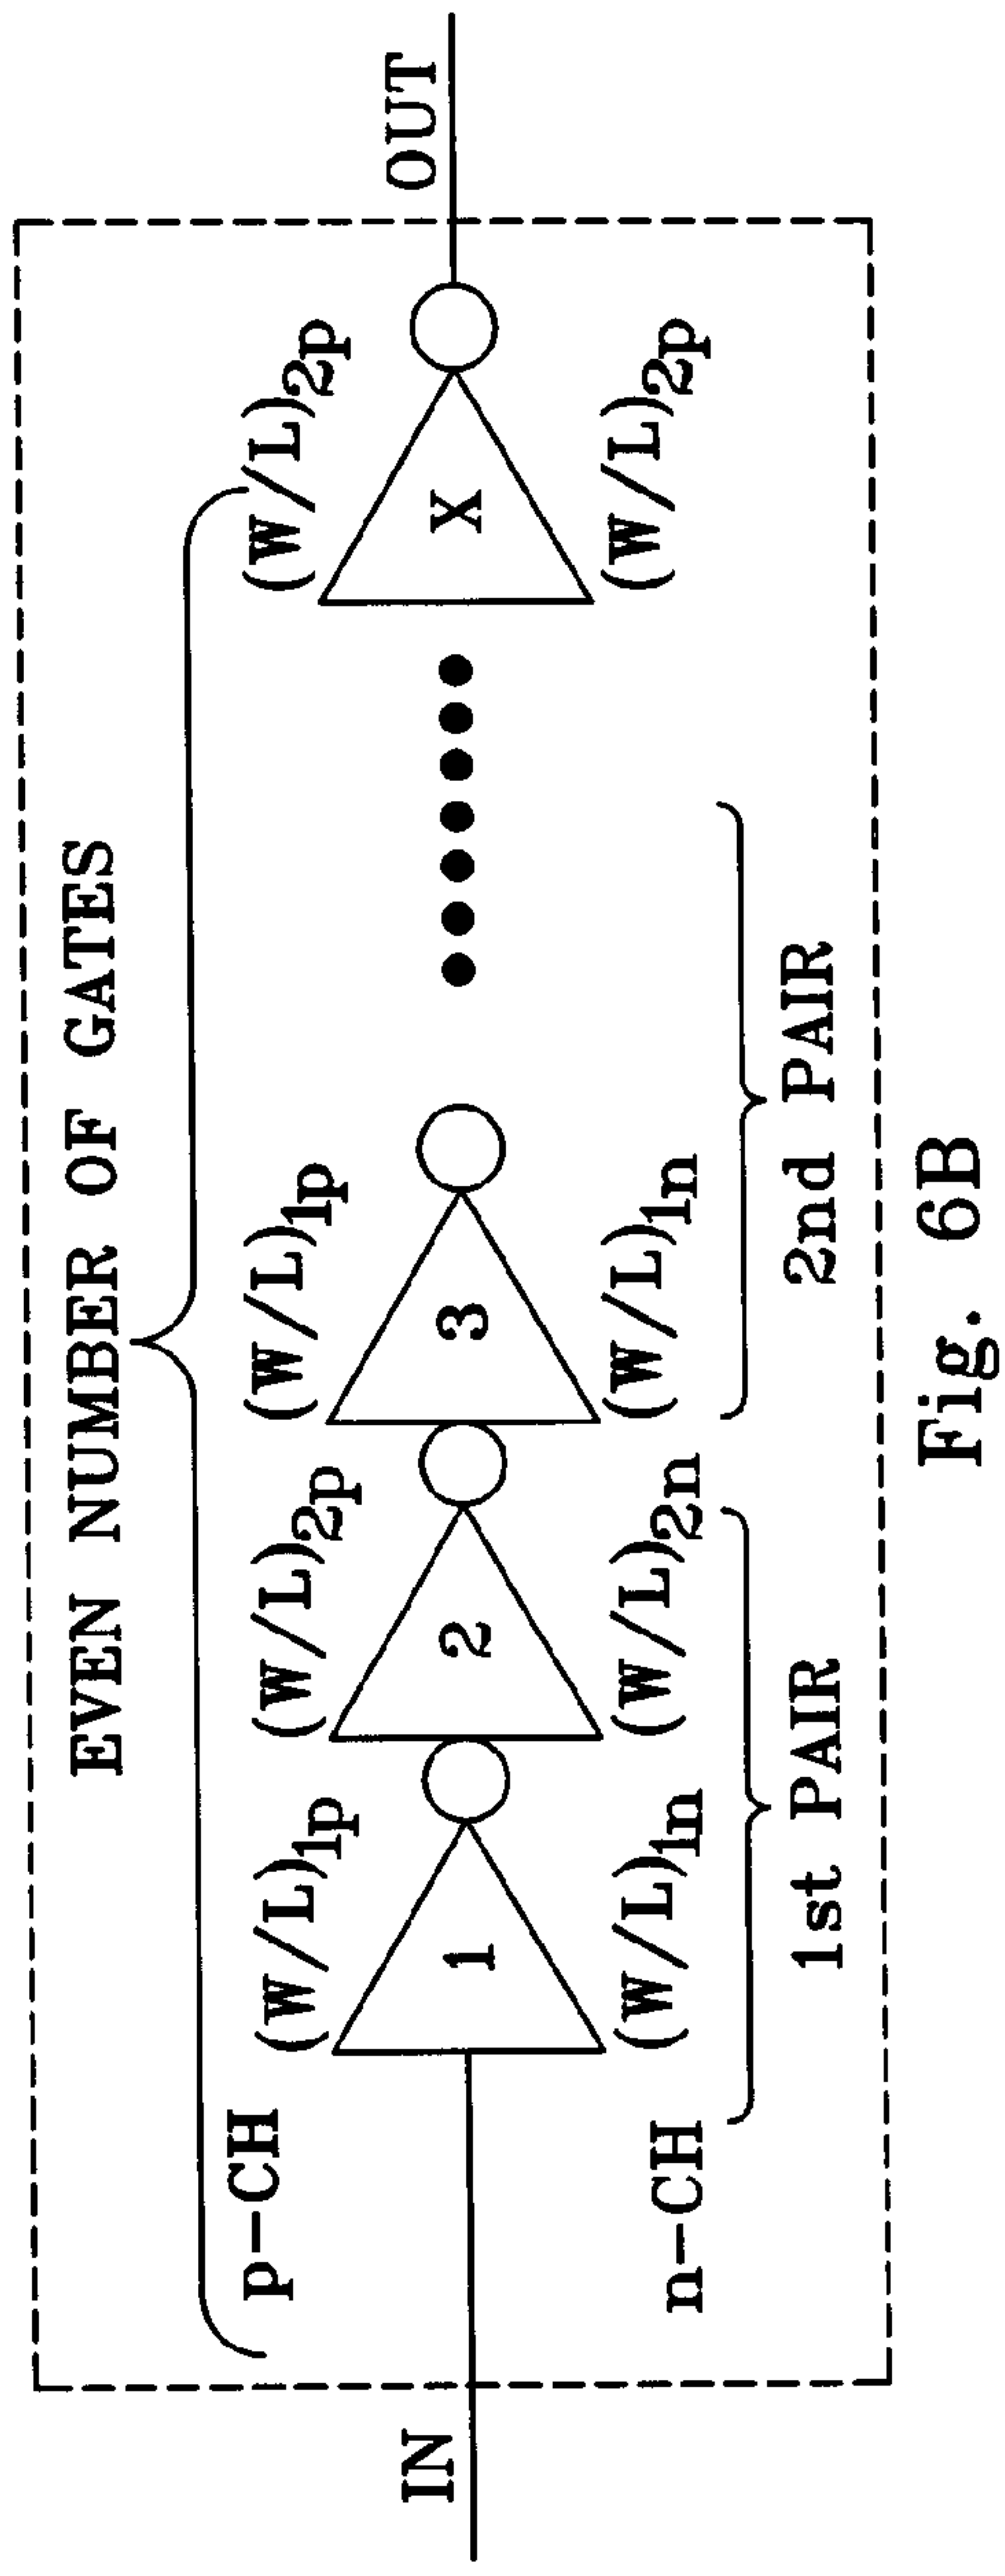 EVEN NUMBER OF GATES
p-CH
(W/L)1p
(W/L)2p
(W/L)1p
(W/L)2p
IN
1
2
3
X
OUT
n-CH
(W/L)1n
(W/L)2n
(W/L)1n
(W/L)2p
1st PAIR
2nd PAIR
Fig. 6B